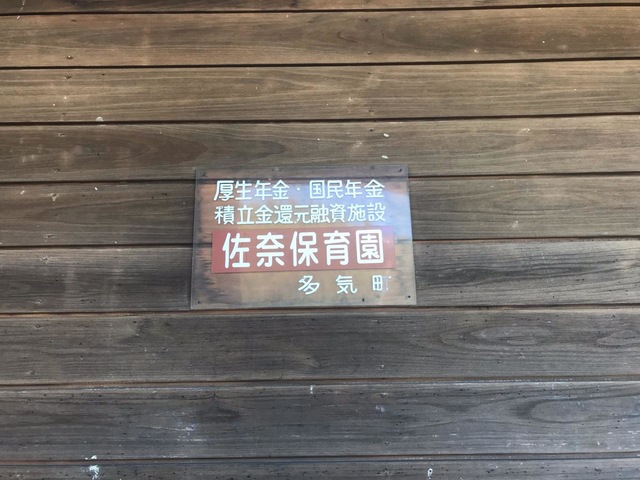 厚生年金・国民年金
積立金還元融資施設
佐奈保育園
多気町